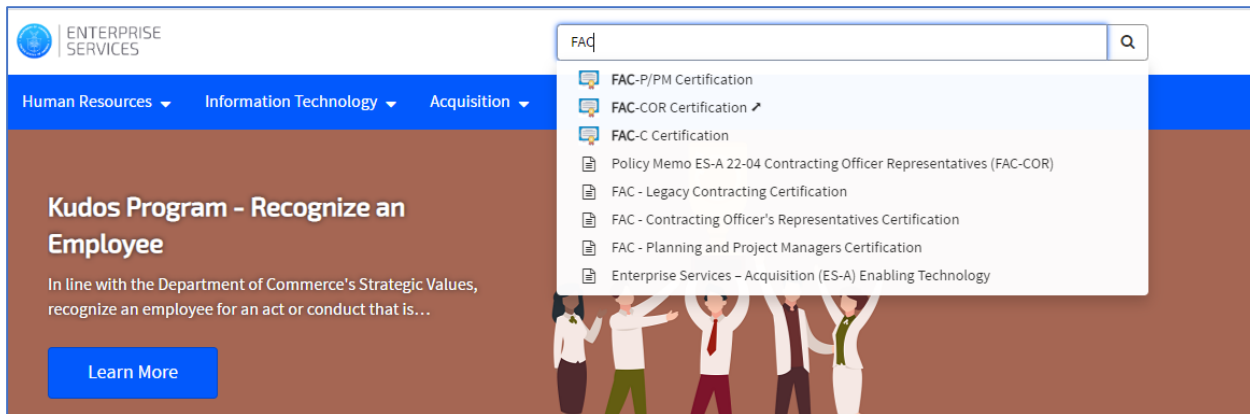 ENTERPRISE
SERVICES
FAC
Human Resources
Information Technology
Acquisition
FAC-P/PM Certification
FAC-COR Certification
FAC-C Certification
Policy Memo ES-A 22-04 Contracting Officer Representatives (FAC-COR)
FAC - Legacy Contracting Certification
FAC - Contracting Officer's Representatives Certification
FAC - Planning and Project Managers Certification
Enterprise Services – Acquisition (ES-A) Enabling Technology
Kudos Program - Recognize an
Employee
In line with the Department of Commerce's Strategic Values,
recognize an employee for an act or conduct that is…
Learn More